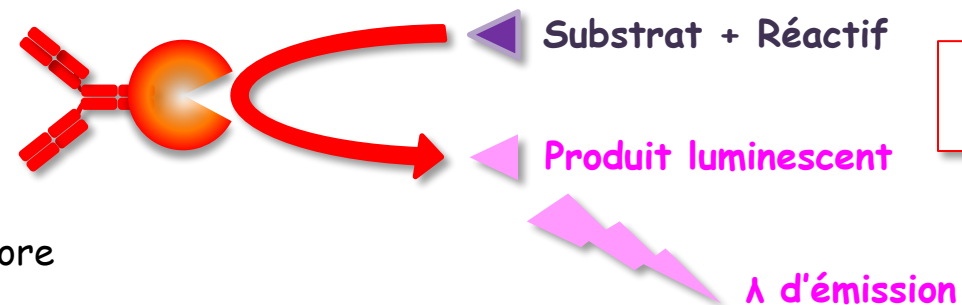 Substrat + Réactif
Produit luminescent
ore
λ d'émission